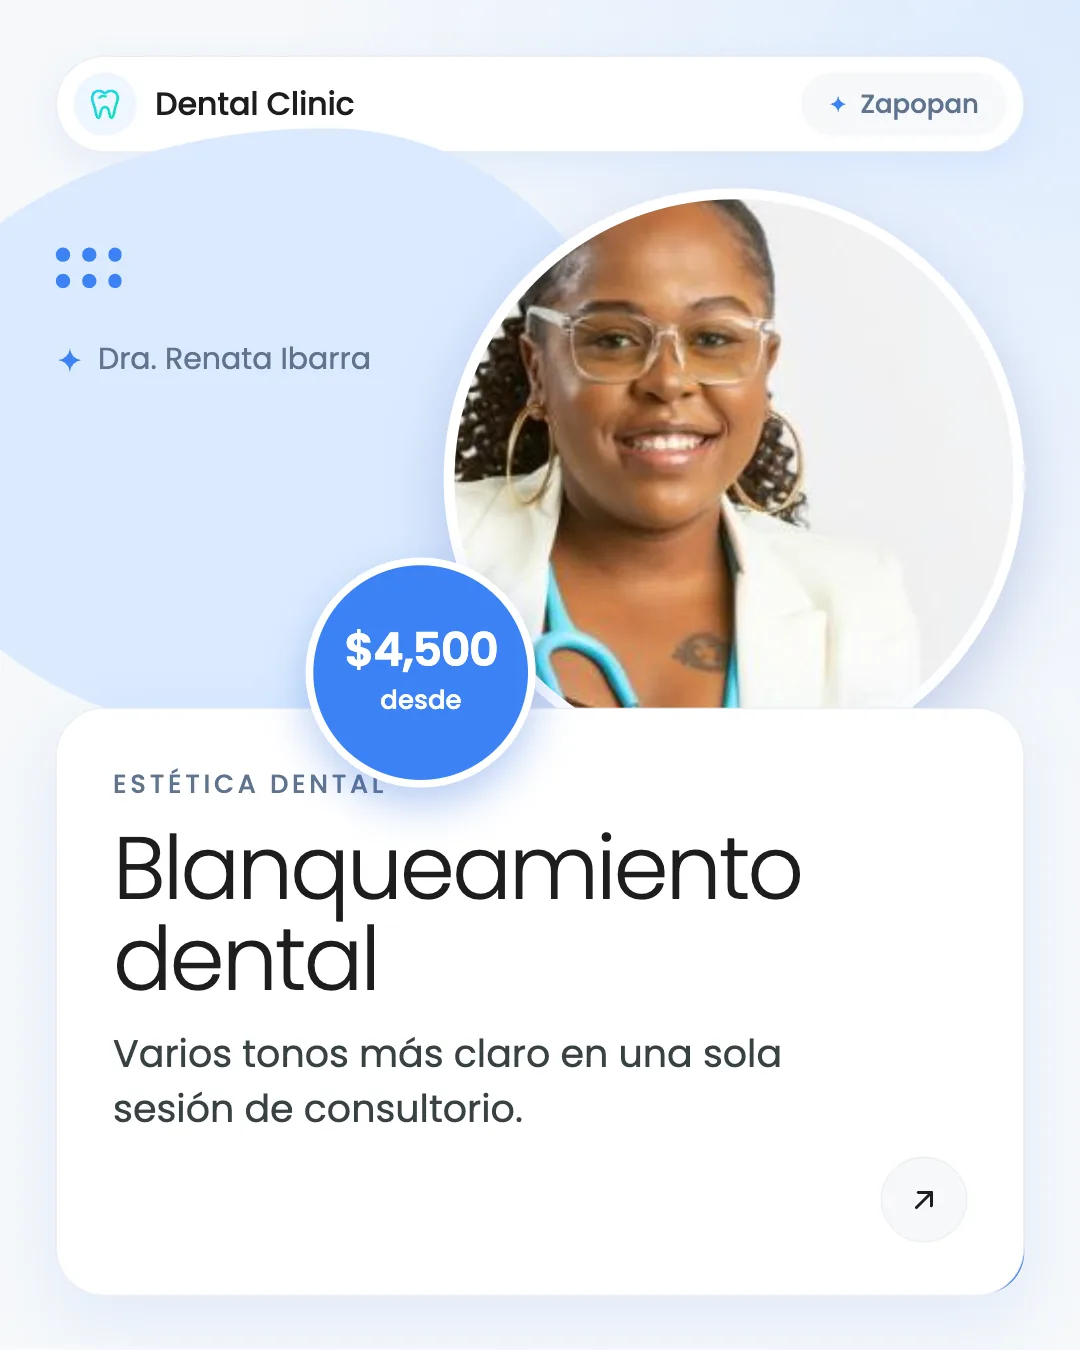 Dental Clinic
Zapopan
Dra. Renata Ibarra
$4,500
desde
ESTÉTICA DENTAL
Blanqueamiento
dental
Varios tonos más claro en una sola
sesión de consultorio.